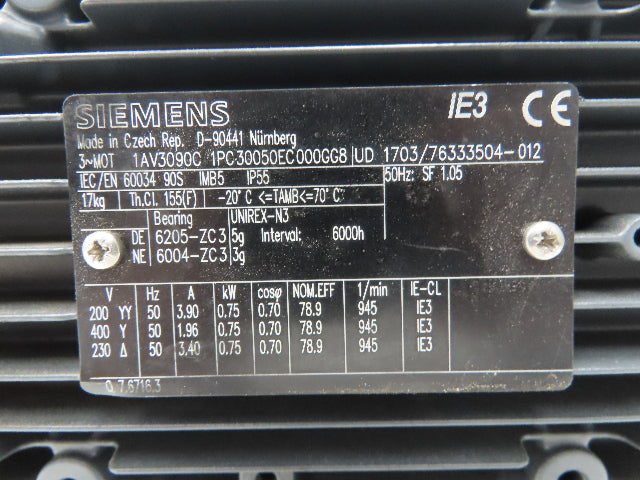 SIEMENS IE3 CE
Made in Czech Rep. D-90441 Nürnberg
3~MOT 1AV3090C 1PC30050EC000GG8 UD 1703/76333504-012
IEC/EN 60034 90S IMB5 IP55 50Hz: SF 1.05
17kg Th.Cl. 155(F) -20°C <=TAMB<=70°C
Bearing UNIREX-N3
DE 6205-ZC3 5g Interval: 6000h
NE 6004-ZC3 3g
V Hz A kW cosφ NOM.EFF 1/min IE-CL
200 YY 50 3.90 0.75 0.70 78.9 945 IE3
400 Y 50 1.96 0.75 0.70 78.9 945 IE3
230 Δ 50 3.40 0.75 0.70 78.9 945 IE3